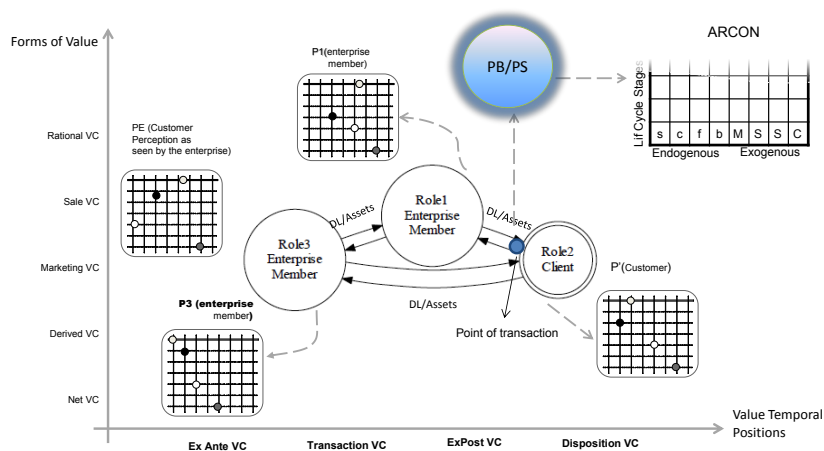 Forms of Value
P1(enterprise
member)
PB/PS
ARCON
Lif Cycle Stages
s c f b M S S C
Endogenous Exogenous
PE (Customer
Perception as
seen by the enterprise)
Rational VC
Sale VC
Marketing VC
Derived VC
Net VC
Role1
Enterprise
Member
DL/Assets
DL/Assets
Role3
Enterprise
Member
Role2
Client
DL/Assets
P'(Customer)
Point of transaction
P3 (enterprise
member)
Value Temporal
Positions
Ex Ante VC Transaction VC ExPost VC Disposition VC